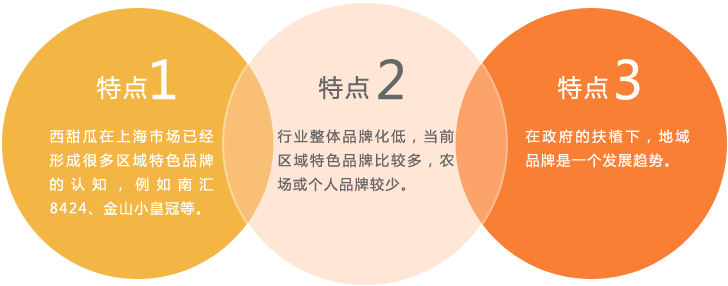 特点1
西甜瓜在上海市场已经
形成很多区域特色品牌
的认知，例如南汇
8424、金山小皇冠等。
特点2
行业整体品牌化低，当前
区域特色品牌比较多，农
场或个人品牌较少。
特点3
在政府的扶植下，地域
品牌是一个发展趋势。